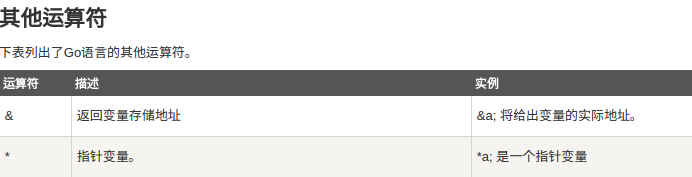 其他运算符
下表列出了Go语言的其他运算符。
运算符 描述 实例
& 返回变量存储地址 &a; 将给出变量的实际地址。
* 指针变量。 *a; 是一个指针变量